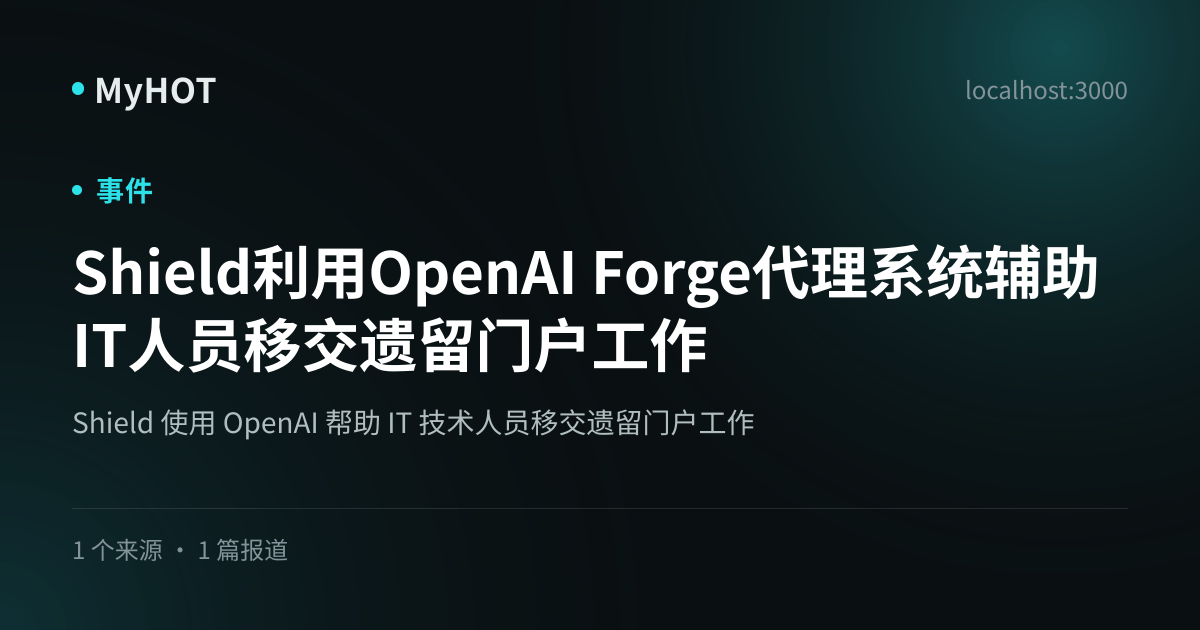 MyHOT
localhost:3000
事件
Shield利用OpenAI Forge代理系统辅助
IT人员移交遗留门户工作
Shield 使用 OpenAI 帮助 IT 技术人员移交遗留门户工作
1 个来源 · 1 篇报道